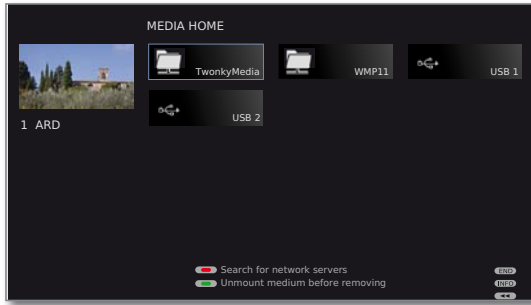 MEDIA HOME
TwonkyMedia
WMP11
USB 1
USB 2
1 ARD
Search for network servers
Unmount medium before removing
END
INFO